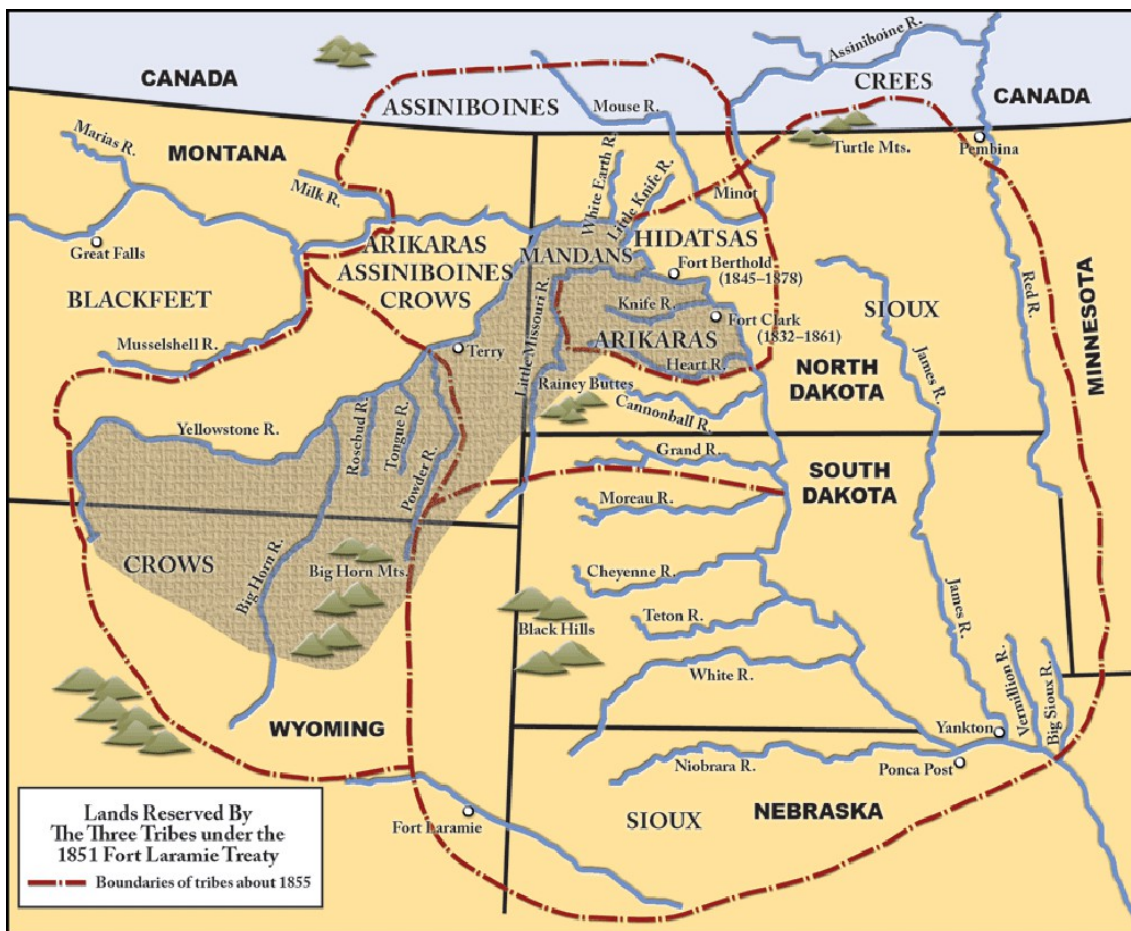 Assiniboine R.
CANADA
ASSINIBOINES
Mouse R.
CREES
CANADA
Marias R.
MONTANA
Milk R.
White Earth R.
Little Knife R.
Minot
Turtle Mts.
Pembina
Great Falls
ARIKARAS
ASSINIBOINES
CROWS
MANDANS
HIDATSAS
Fort Berthold
(1845–1878)
BLACKFEET
Knife R.
Fort Clark
(1832–1861)
SIOUX
Red R.
MINNESOTA
Musselshell R.
Terry
Little Missouri R.
ARIKARAS
Heart R.
NORTH
DAKOTA
James R.
Rainey Buttes
Cannonball R.
Yellowstone R.
Rosebud R.
Tongue R.
Powder R.
Grand R.
SOUTH
DAKOTA
Moreau R.
CROWS
Big Horn R.
Big Horn Mts.
Cheyenne R.
Teton R.
James R.
Black Hills
White R.
Vermillion R.
Big Sioux R.
WYOMING
Yankton
Niobrara R.
Ponca Post
Fort Laramie
SIOUX
NEBRASKA
Lands Reserved By
The Three Tribes under the
1851 Fort Laramie Treaty
Boundaries of tribes about 1855